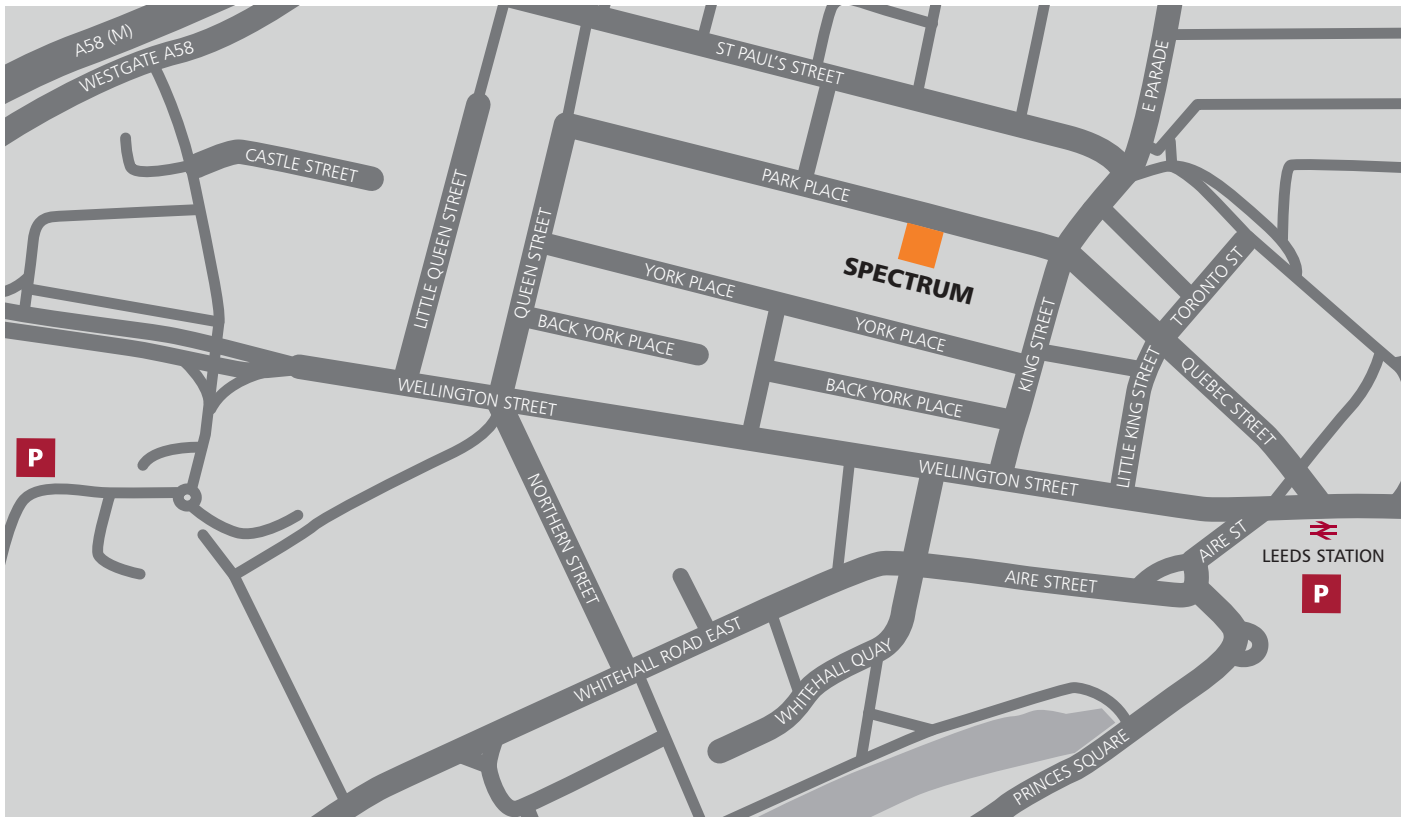 A58 (M)
WESTGATE A58
ST PAUL'S STREET
E PARADE
CASTLE STREET
PARK PLACE
LITTLE QUEEN STREET
QUEEN STREET
SPECTRUM
TORONTO ST
YORK PLACE
YORK PLACE
BACK YORK PLACE
KING STREET
LITTLE KING STREET
QUEBEC STREET
BACK YORK PLACE
WELLINGTON STREET
P
WELLINGTON STREET
NORTHERN STREET
AIRE ST
LEEDS STATION
AIRE STREET
P
WHITEHALL ROAD EAST
WHITEHALL QUAY
PRINCES SQUARE